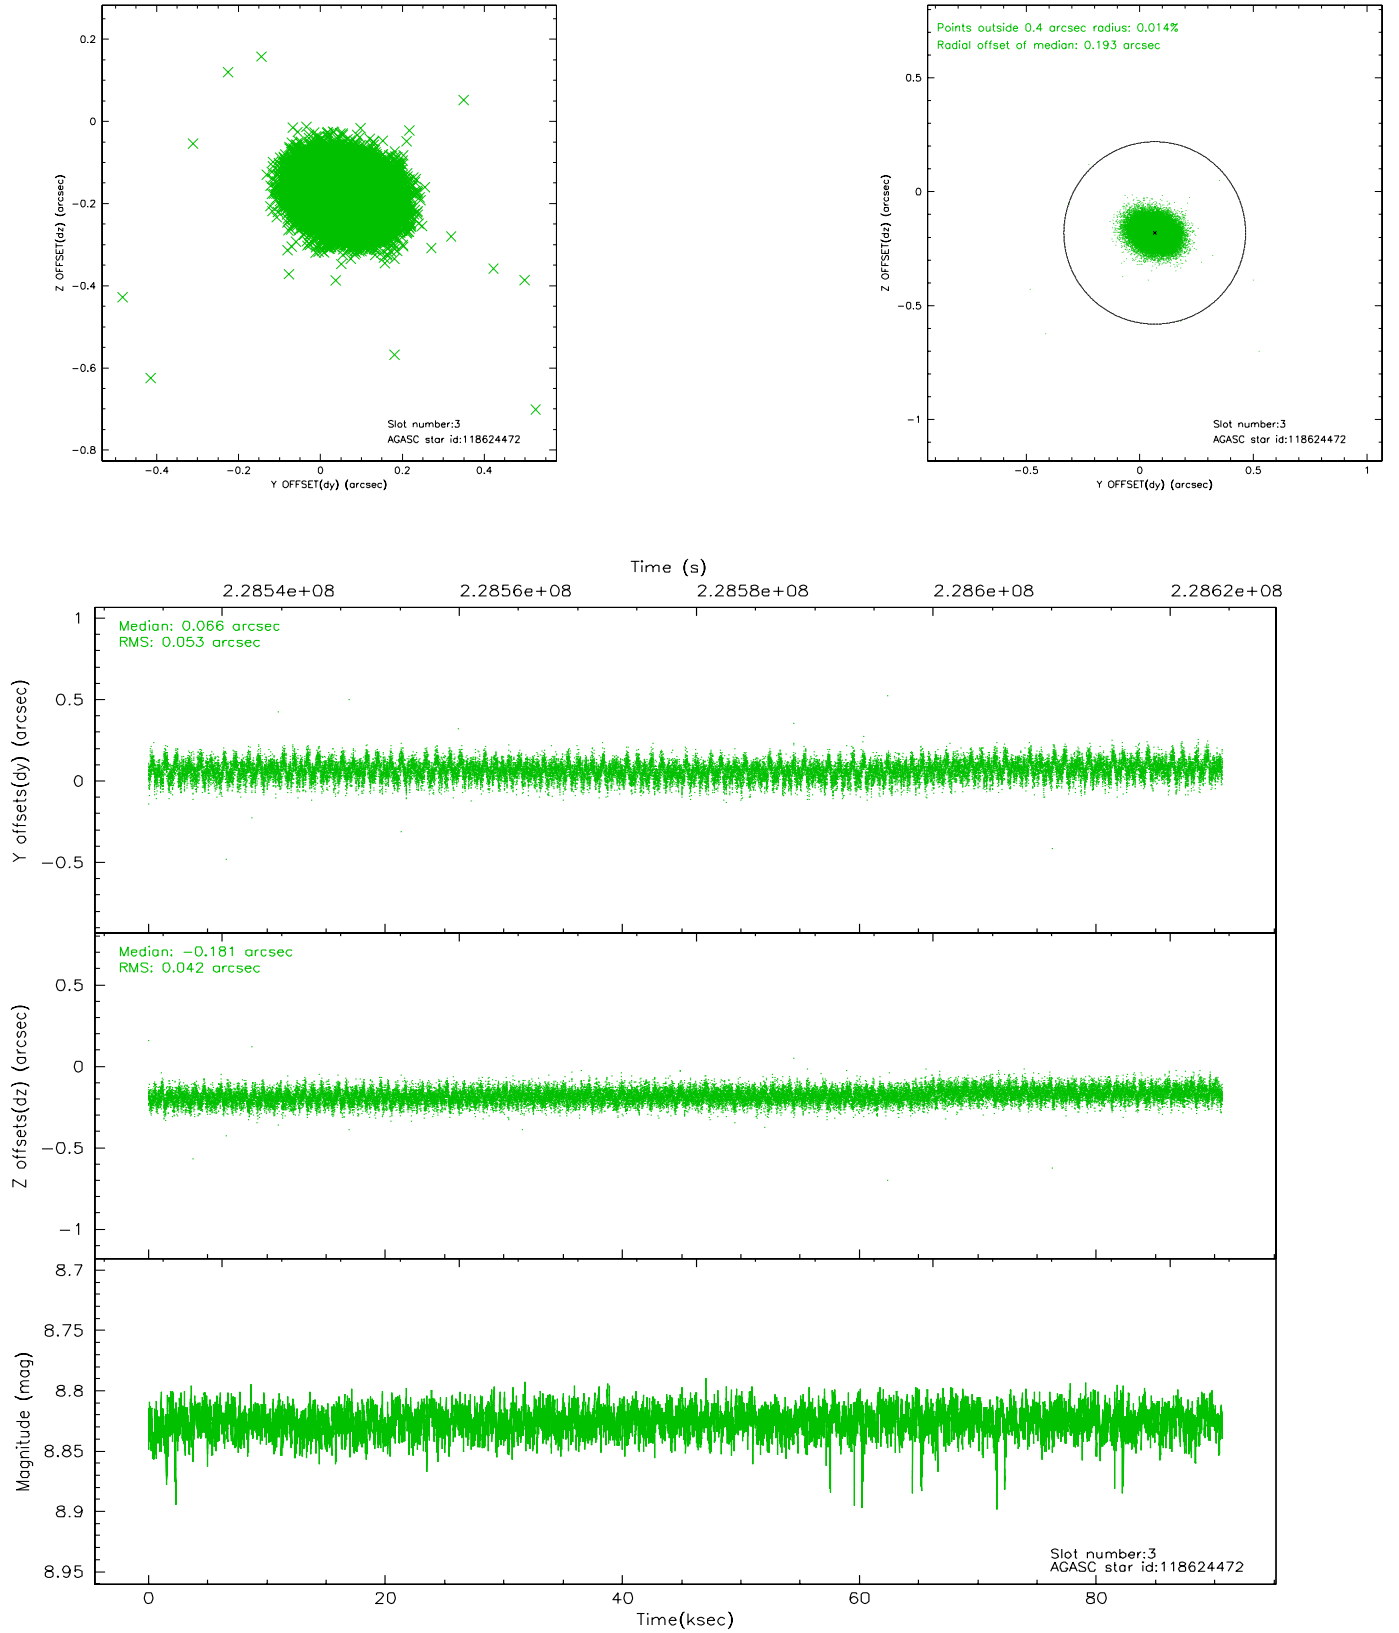 0.2
0
−0.2
−0.4
−0.6
−0.8
Z OFFSET(dz) (arcsec)
Slot number:3
AGASC star id:118624472
−0.4
−0.2
0
0.2
0.4
Y OFFSET(dy) (arcsec)
Points outside 0.4 arcsec radius: 0.014%
Radial offset of median: 0.193 arcsec
0.5
0
−0.5
−1
Z OFFSET(dz) (arcsec)
Slot number:3
AGASC star id:118624472
−0.5
0
0.5
1
Y OFFSET(dy) (arcsec)
Time (s)
2.2854e+08
2.2856e+08
2.2858e+08
2.286e+08
2.2862e+08
Median: 0.066 arcsec
RMS: 0.053 arcsec
1
0.5
0
−0.5
Y offsets(dy) (arcsec)
Median: −0.181 arcsec
RMS: 0.042 arcsec
0.5
0
−0.5
−1
Z offsets(dz) (arcsec)
8.7
8.75
8.8
8.85
8.9
8.95
Magnitude (mag)
Slot number:3
AGASC star id:118624472
0
20
40
60
80
Time(ksec)